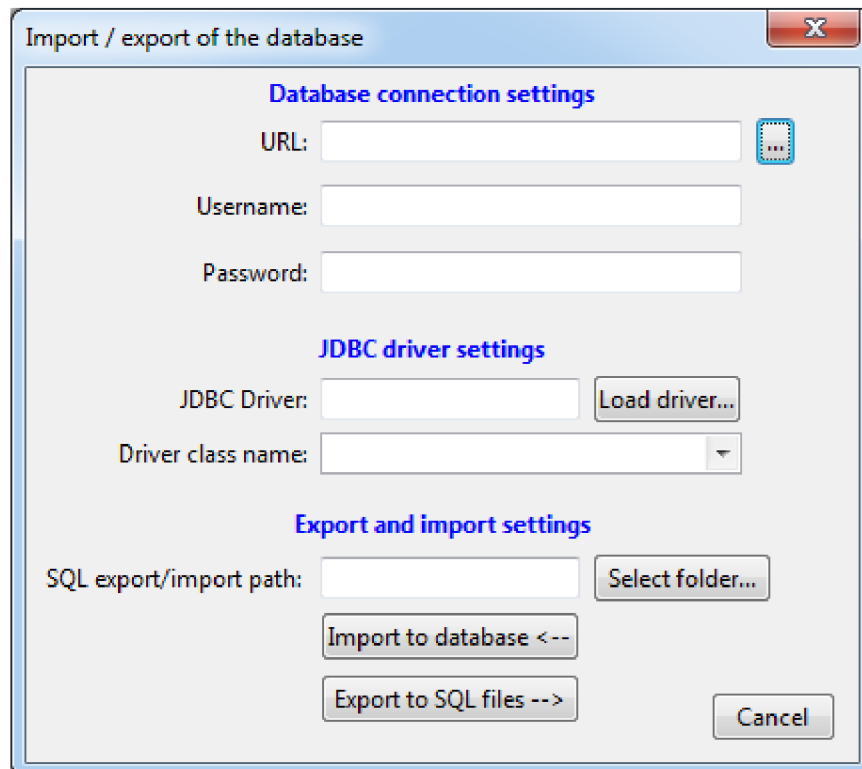 Import / export of the database
X
Database connection settings
URL:
...
Username:
Password:
JDBC driver settings
JDBC Driver:
Load driver...
Driver class name:
Export and import settings
SQL export/import path:
Select folder...
Import to database <--
Export to SQL files -->
Cancel